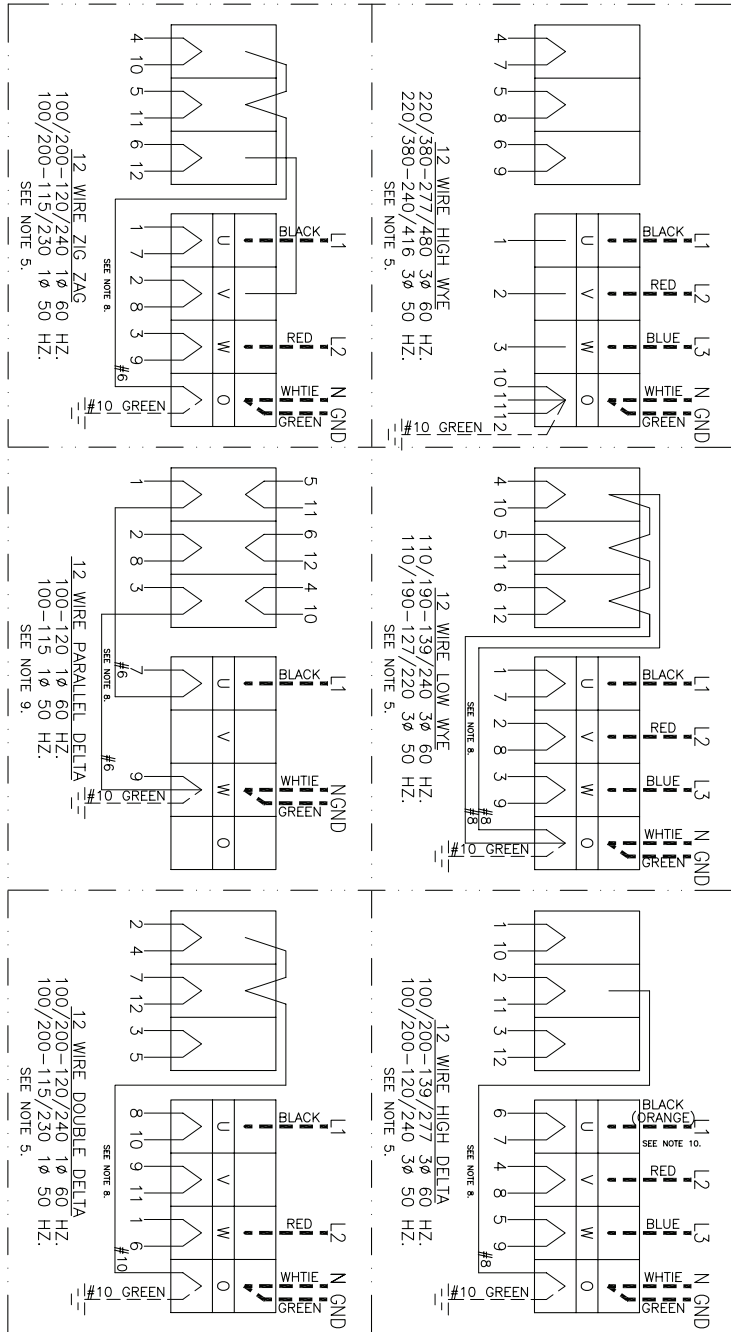 L1 L2 L3 N GND
BLACK
RED
BLUE
WHTIE
GREEN
U V W O
4 7 5 8 6 9
1 2 3 10 11 12
#10 GREEN
12 WIRE HIGH WYE
220/380-277/480 3Ø 60 HZ.
220/380-240/416 3Ø 50 HZ.
SEE NOTE 5.
L1 L2 L3 N GND
BLACK
RED
BLUE
WHTIE
GREEN
U V W O
4 10 5 11 6 12
1 7 2 8 3 9
#8
#8
SEE NOTE 8.
#10 GREEN
12 WIRE LOW WYE
110/190-139/240 3Ø 60 HZ.
110/190-127/220 3Ø 50 HZ.
SEE NOTE 5.
L1 L2 L3 N GND
BLACK
(ORANGE)
SEE NOTE 10.
RED
BLUE
WHTIE
GREEN
U V W O
1 10 2 11 3 12
6 7 4 8 5 9
#8
SEE NOTE 8.
#10 GREEN
12 WIRE HIGH DELTA
100/200-139/277 3Ø 60 HZ.
100/200-120/240 3Ø 50 HZ.
SEE NOTE 5.
L1 L2 N GND
BLACK
RED
WHTIE
GREEN
U V W O
4 10 5 11 6 12
1 7 2 8 3 9
#6
SEE NOTE 8.
#10 GREEN
12 WIRE ZIG ZAG
100/200-120/240 1Ø 60 HZ.
100/200-115/230 1Ø 50 HZ.
SEE NOTE 5.
L1 N GND
BLACK
WHTIE
GREEN
5 11 6 12 4 10
U V W O
1 2 8 3
7 9
#6
#6
SEE NOTE 8.
#10 GREEN
12 WIRE PARALLEL DELTA
100-120 1Ø 60 HZ.
100-115 1Ø 50 HZ.
SEE NOTE 9.
L1 L2 N GND
BLACK
RED
WHTIE
GREEN
U V W O
2 4 7 12 3 5
8 10 9 11 1 6
#10
SEE NOTE 8.
#10 GREEN
12 WIRE DOUBLE DELTA
100/200-120/240 1Ø 60 HZ.
100/200-115/230 1Ø 50 HZ.
SEE NOTE 5.